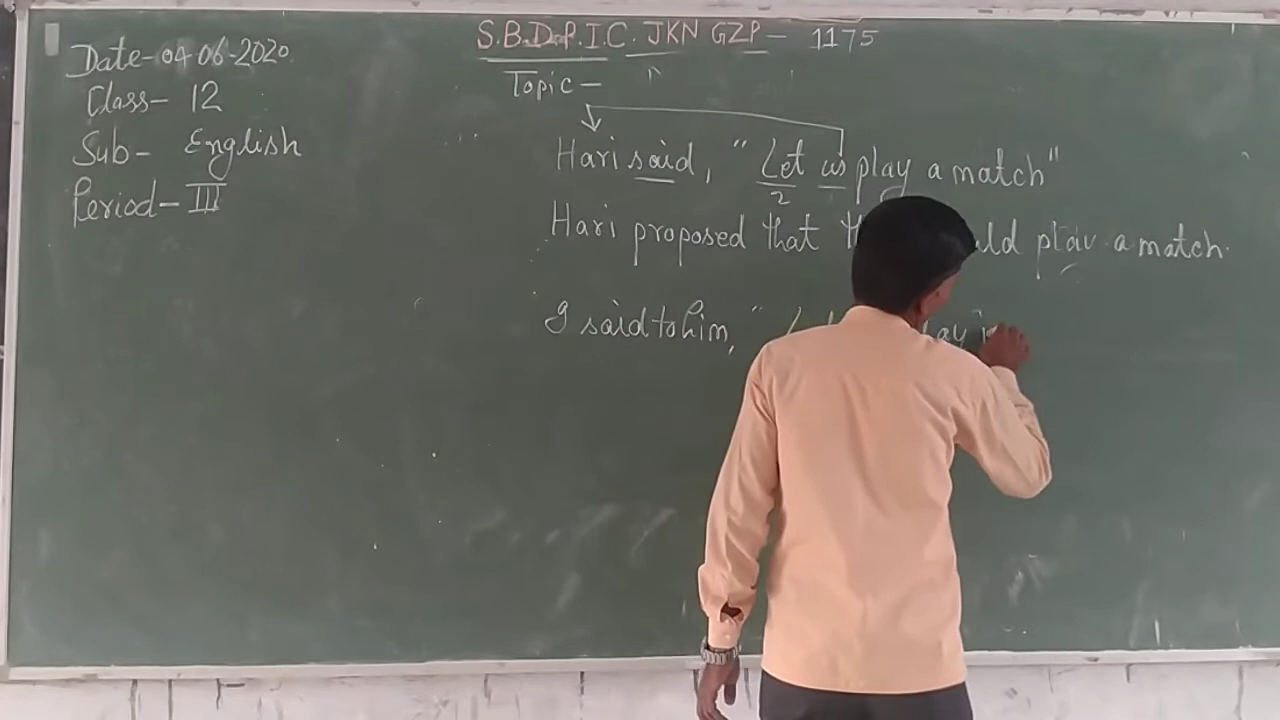 S.B.D.P.I.C. JKN GZP - 1175
Date-04-06-2020
Class- 12
Sub- English
Period- III
Topic -
Hari said, "Let us play a match"
2
Hari proposed that play a match.
I said to him, "